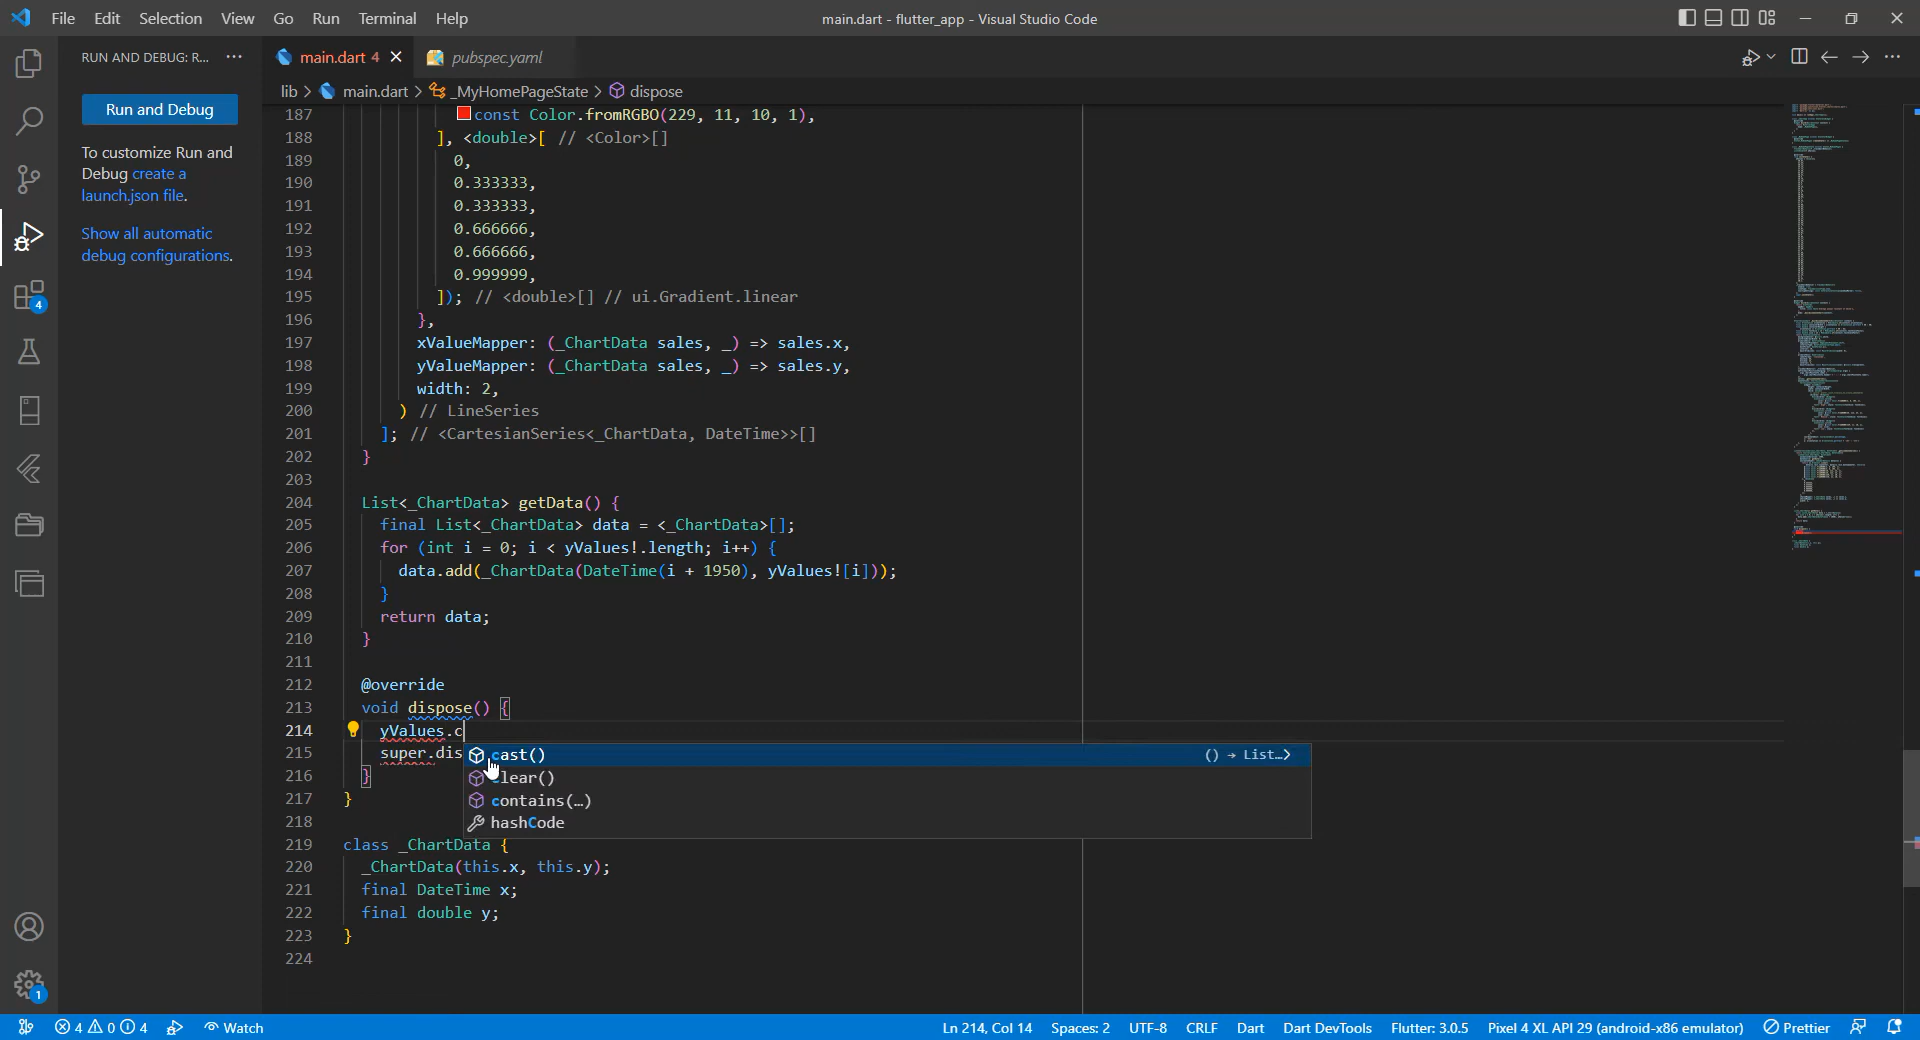 File Edit Selection View Go Run Terminal Help
main.dart - flutter_app - Visual Studio Code
RUN AND DEBUG: R... ···
main.dart 4
pubspec.yaml
lib > main.dart > _MyHomePageState > dispose
Run and Debug
To customize Run and
Debug create a
launch.json file.
Show all automatic
debug configurations.
4
1
187 const Color.fromRGBO(229, 11, 10, 1),
188 ], <double>[ // <Color>[]
189 0,
190 0.333333,
191 0.333333,
192 0.666666,
193 0.666666,
194 0.999999,
195 ]); // <double>[] // ui.Gradient.linear
196 },
197 xValueMapper: (_ChartData sales, _) => sales.x,
198 yValueMapper: (_ChartData sales, _) => sales.y,
199 width: 2,
200 ) // LineSeries
201 ]; // <CartesianSeries<_ChartData, DateTime>>[]
202 }
203
204 List<_ChartData> getData() {
205 final List<_ChartData> data = <_ChartData>[];
206 for (int i = 0; i < yValues!.length; i++) {
207 data.add(_ChartData(DateTime(i + 1950), yValues![i]));
208 }
209 return data;
210 }
211
212 @override
213 void dispose() {
214 yValues.c
215 super.dis
cast() () → List…>
216 }
clear()
217 }
contains(…)
218
hashCode
219 class _ChartData {
220 _ChartData(this.x, this.y);
221 final DateTime x;
222 final double y;
223 }
224
4 0 4 Watch
Ln 214, Col 14 Spaces: 2 UTF-8 CRLF Dart Dart DevTools Flutter: 3.0.5 Pixel 4 XL API 29 (android-x86 emulator) Prettier